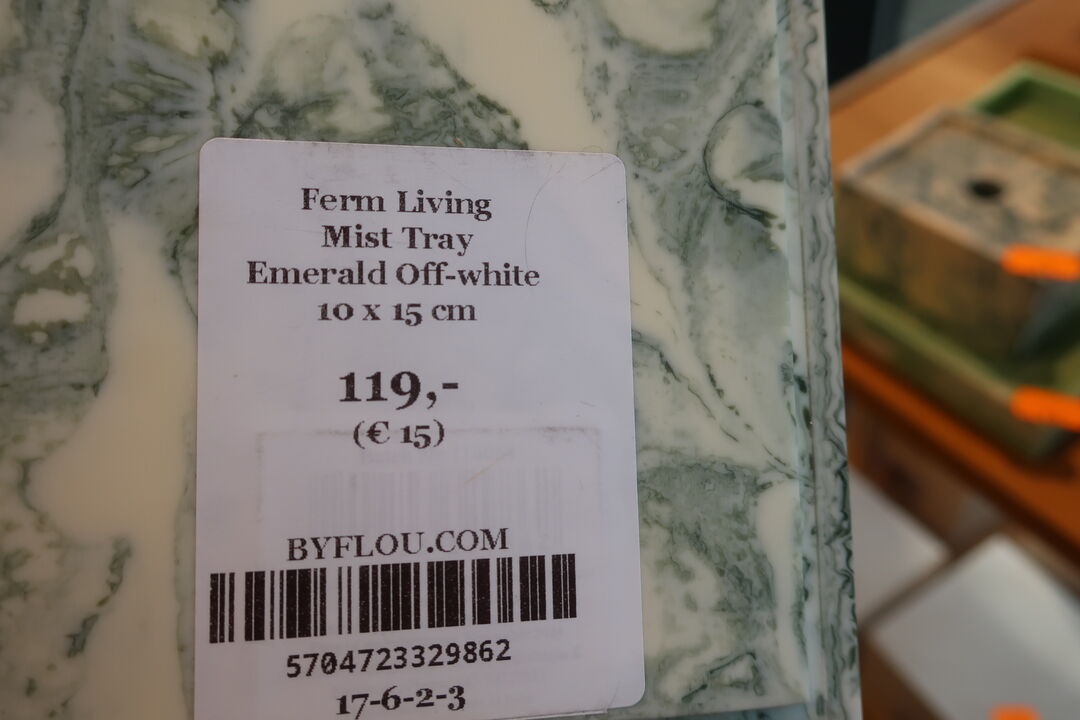 Ferm Living
Mist Tray
Emerald Off-white
10 x 15 cm
119,-
(€ 15)
BYFLOU.COM
5704723329862
17-6-2-3